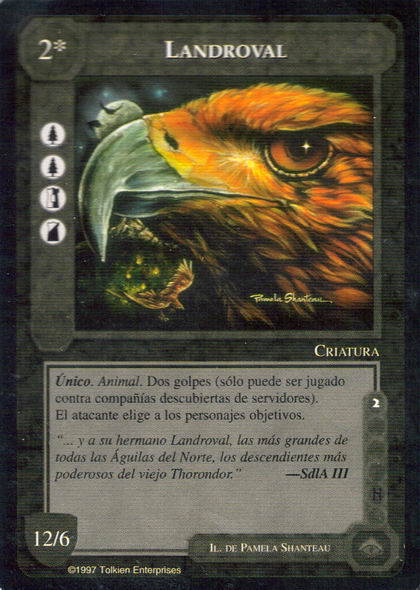 2*
LANDROVAL
Pamela Shanteau
CRIATURA
Único. Animal. Dos golpes (sólo puede ser jugado
contra compañías descubiertas de servidores).
El atacante elige a los personajes objetivos.
2
“... y a su hermano Landroval, las más grandes de
todas las Águilas del Norte, los descendientes más
poderosos del viejo Thorondor.” —SdlA III
H
12/6
IL. DE PAMELA SHANTEAU
©1997 Tolkien Enterprises